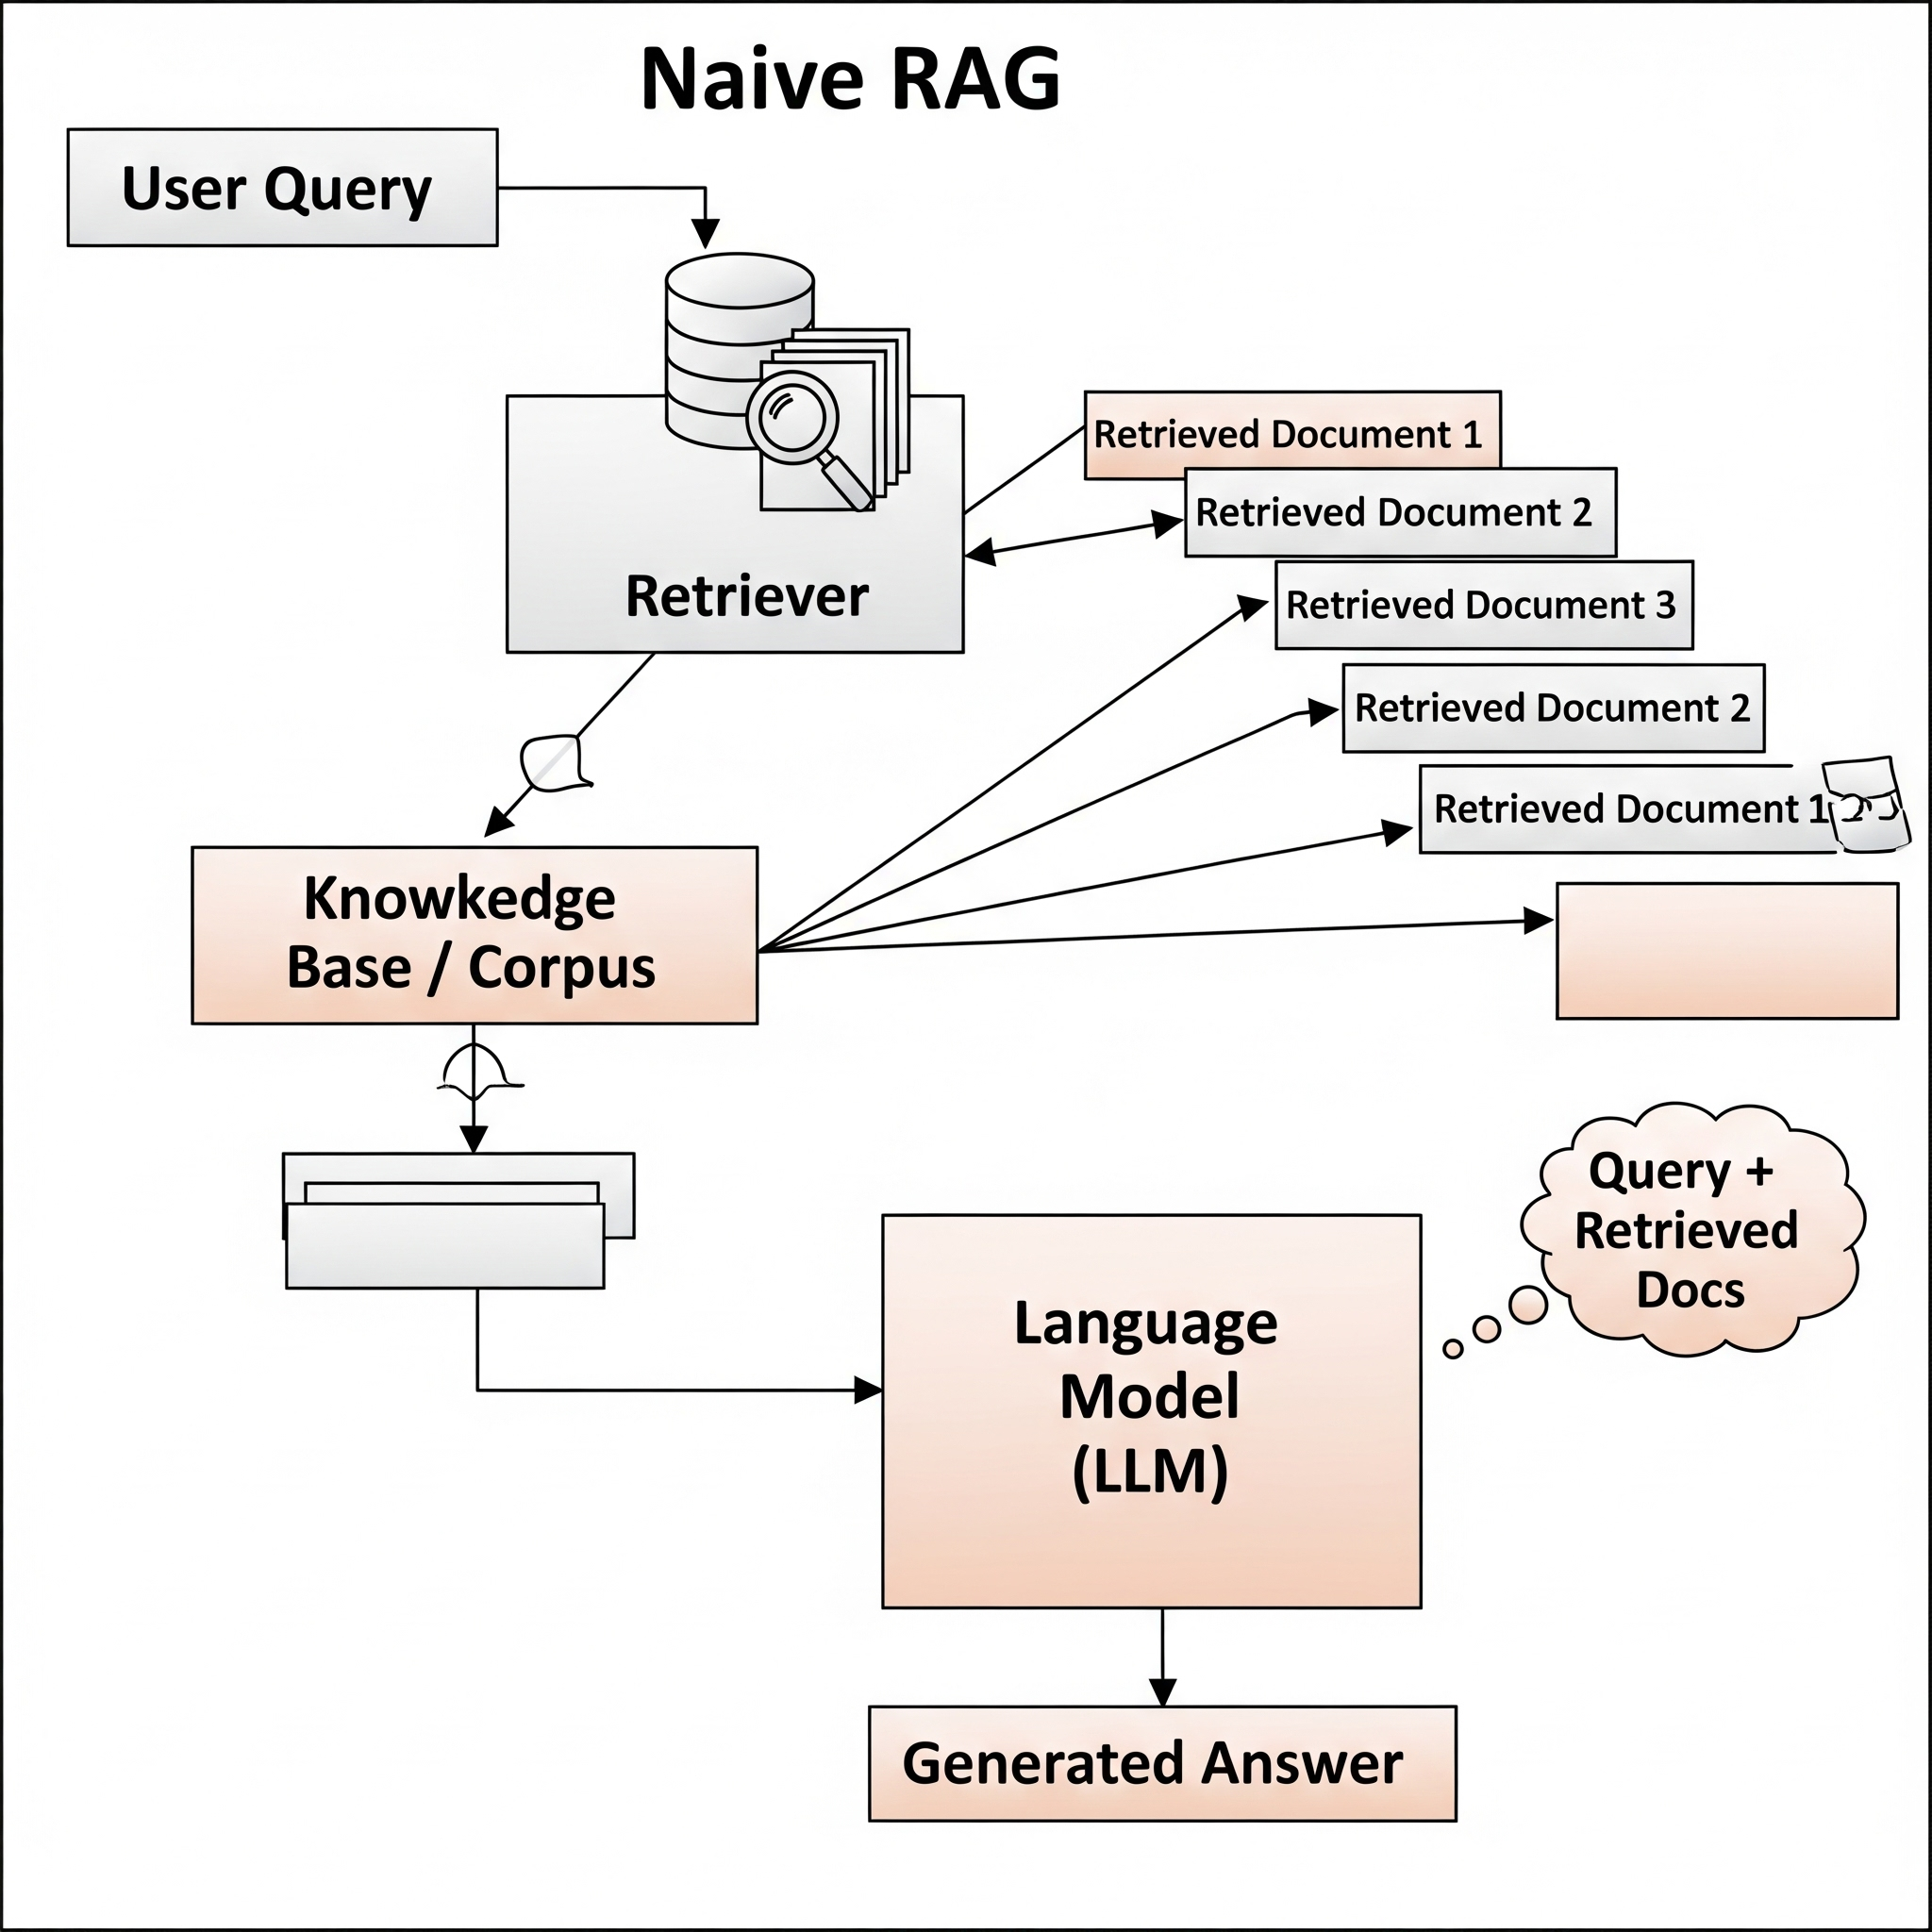 Naive RAG
User Query
Retriever
Retrieved Document 1
Retrieved Document 2
Retrieved Document 3
Retrieved Document 2
Retrieved Document 1
Knowkedge
Base / Corpus
Query +
Retrieved
Docs
Language
Model
(LLM)
Generated Answer